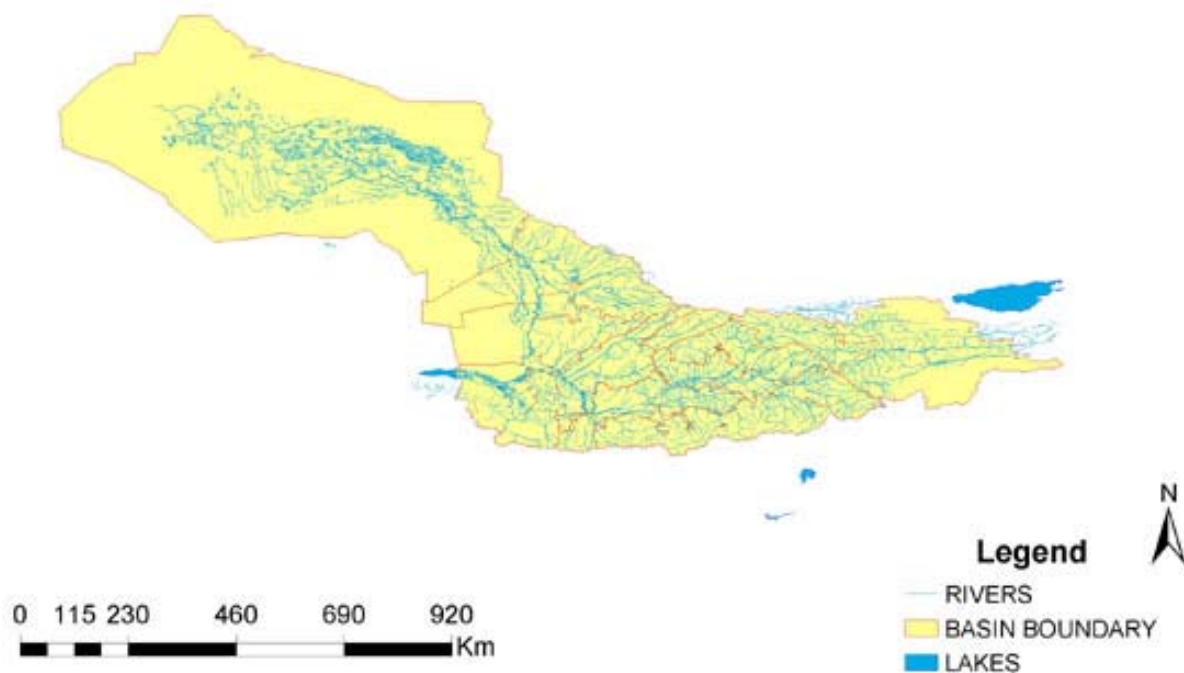 N
Legend
RIVERS
BASIN BOUNDARY
LAKES
0 115 230 460 690 920
Km